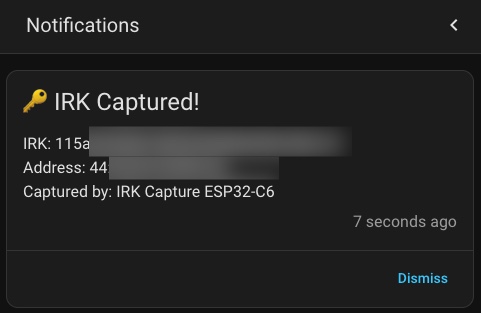 Notifications
IRK Captured!
IRK: 115a
Address: 44
Captured by: IRK Capture ESP32-C6
7 seconds ago
Dismiss